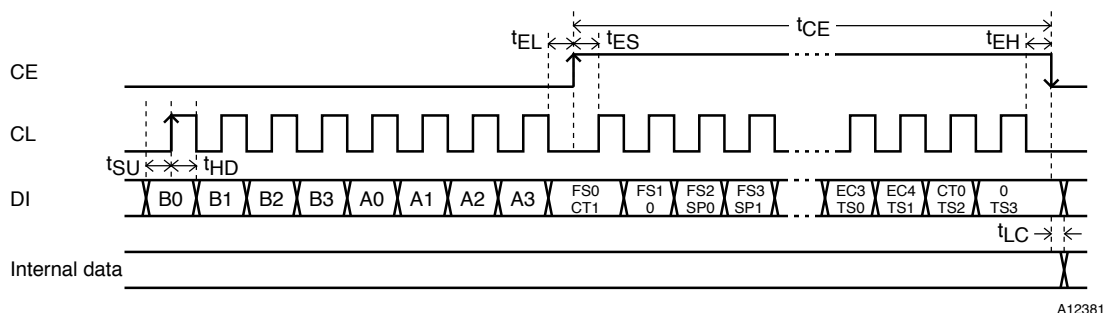 tCE
tEL tES tEH
CE
CL
tSU tHD
DI B0 B1 B2 B3 A0 A1 A2 A3 FS0 FS1 FS2 FS3 EC3 EC4 CT0 0
CT1 0 SP0 SP1 TS0 TS1 TS2 TS3
tLC
Internal data
A12381